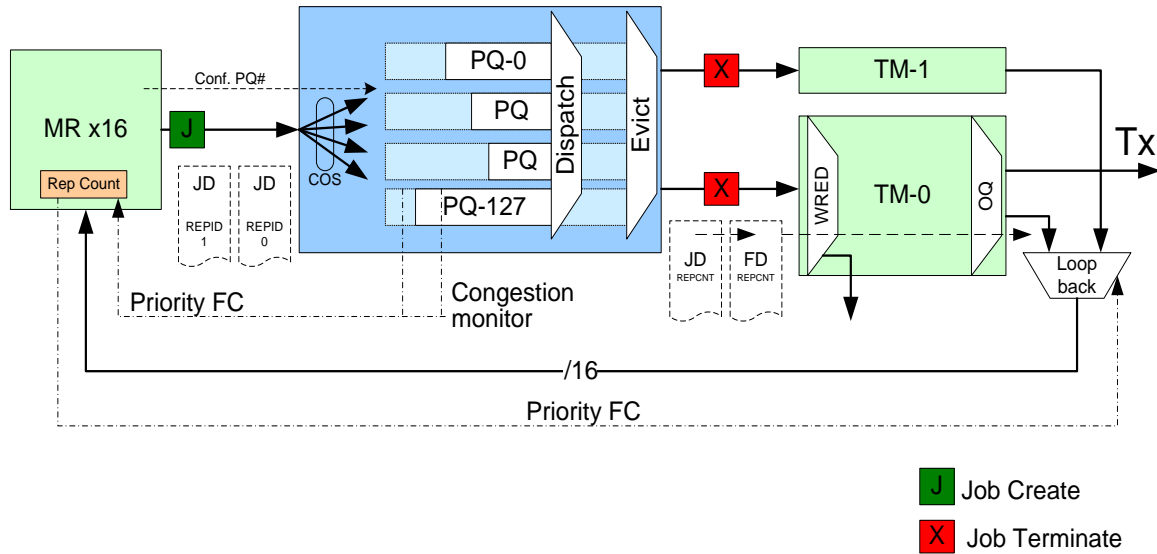 MR x16
Rep Count
Conf. PQ#
J
JD
REPID
1
JD
REPID
0
COS
PQ-0
PQ
PQ
PQ-127
Dispatch
Evict
X
X
TM-1
WRED
TM-0
OQ
Tx
JD
REPCNT
FD
REPCNT
Loop
back
Priority FC
Congestion
monitor
/16
Priority FC
J Job Create
X Job Terminate